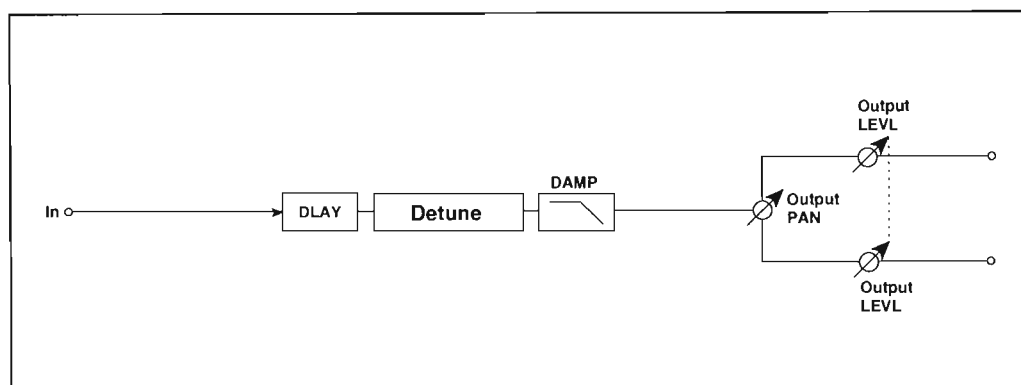 Output
LEVL
DAMP
In
DLAY
Detune
Output
PAN
Output
LEVL